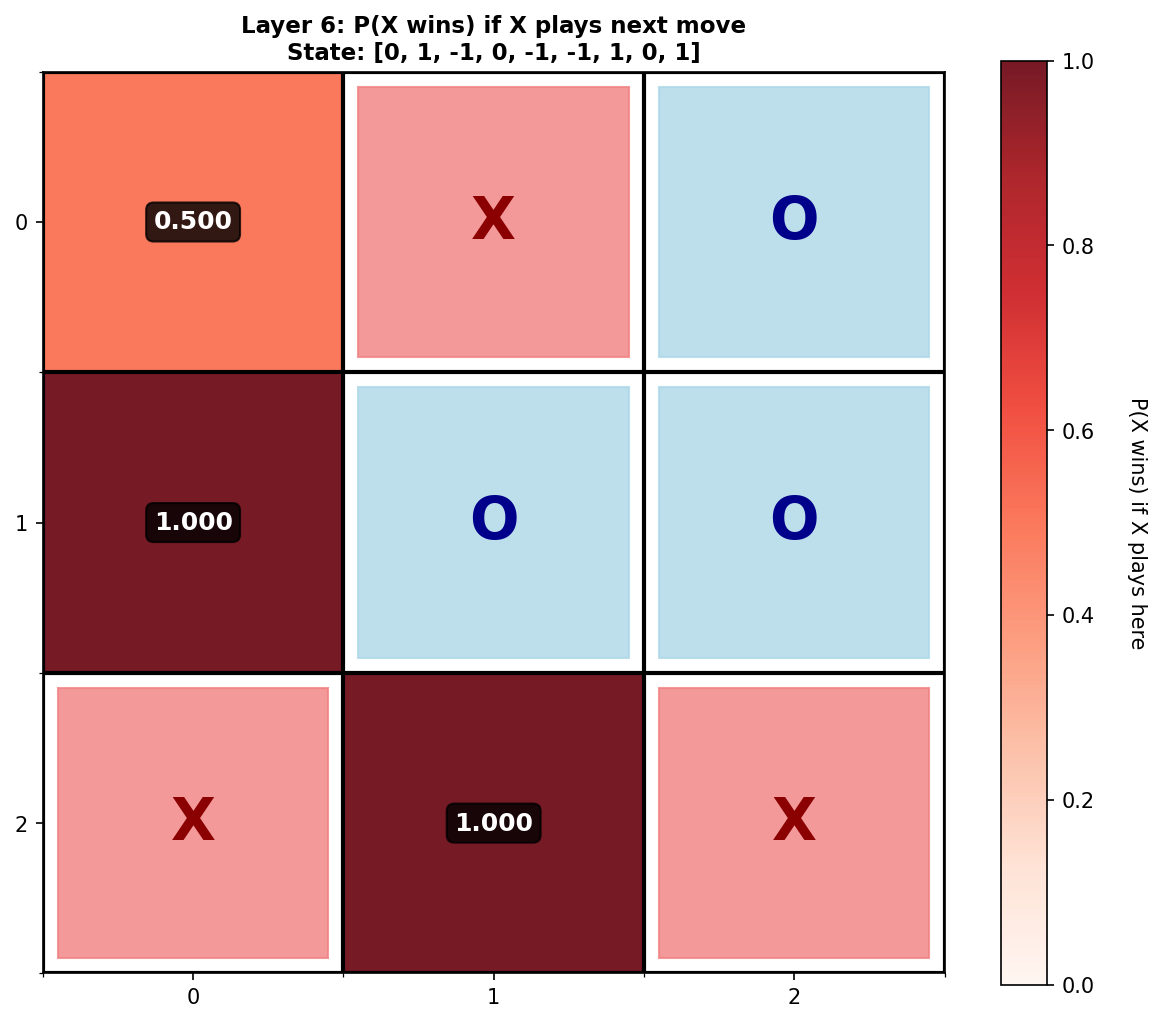 Layer 6: P(X wins) if X plays next move
State: [0, 1, -1, 0, -1, -1, 1, 0, 1]
0
0.500
X
O
1
1.000
O
O
2
X
1.000
X
0
1
2
1.0
0.8
0.6
0.4
0.2
0.0
P(X wins) if X plays here